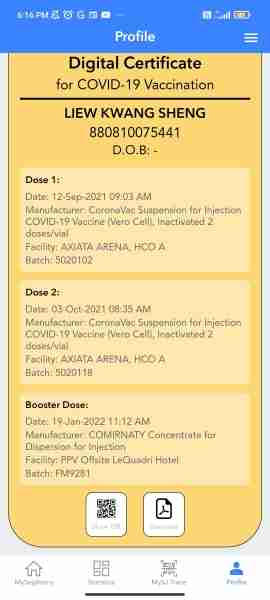 6:16 PM
Profile
Digital Certificate
for COVID-19 Vaccination
LIEW KWANG SHENG
880810075441
D.O.B: -
Dose 1:
Date: 12-Sep-2021 09:03 AM
Manufacturer: CoronaVac Suspension for Injection
COVID-19 Vaccine (Vero Cell), Inactivated 2
doses/vial
Facility: AXIATA ARENA, HCO A
Batch: 5020102
Dose 2:
Date: 03-Oct-2021 08:35 AM
Manufacturer: CoronaVac Suspension for Injection
COVID-19 Vaccine (Vero Cell), Inactivated 2
doses/vial
Facility: AXIATA ARENA, HCO A
Batch: 5020118
Booster Dose:
Date: 19-Jan-2022 11:12 AM
Manufacturer: COMIRNATY Concentrate for
Dispersion for Injection
Facility: PPV Offsite LeQuadri Hotel
Batch: FM9281
Download
MySejahtera
Statistics
MySJ Trace
Profile